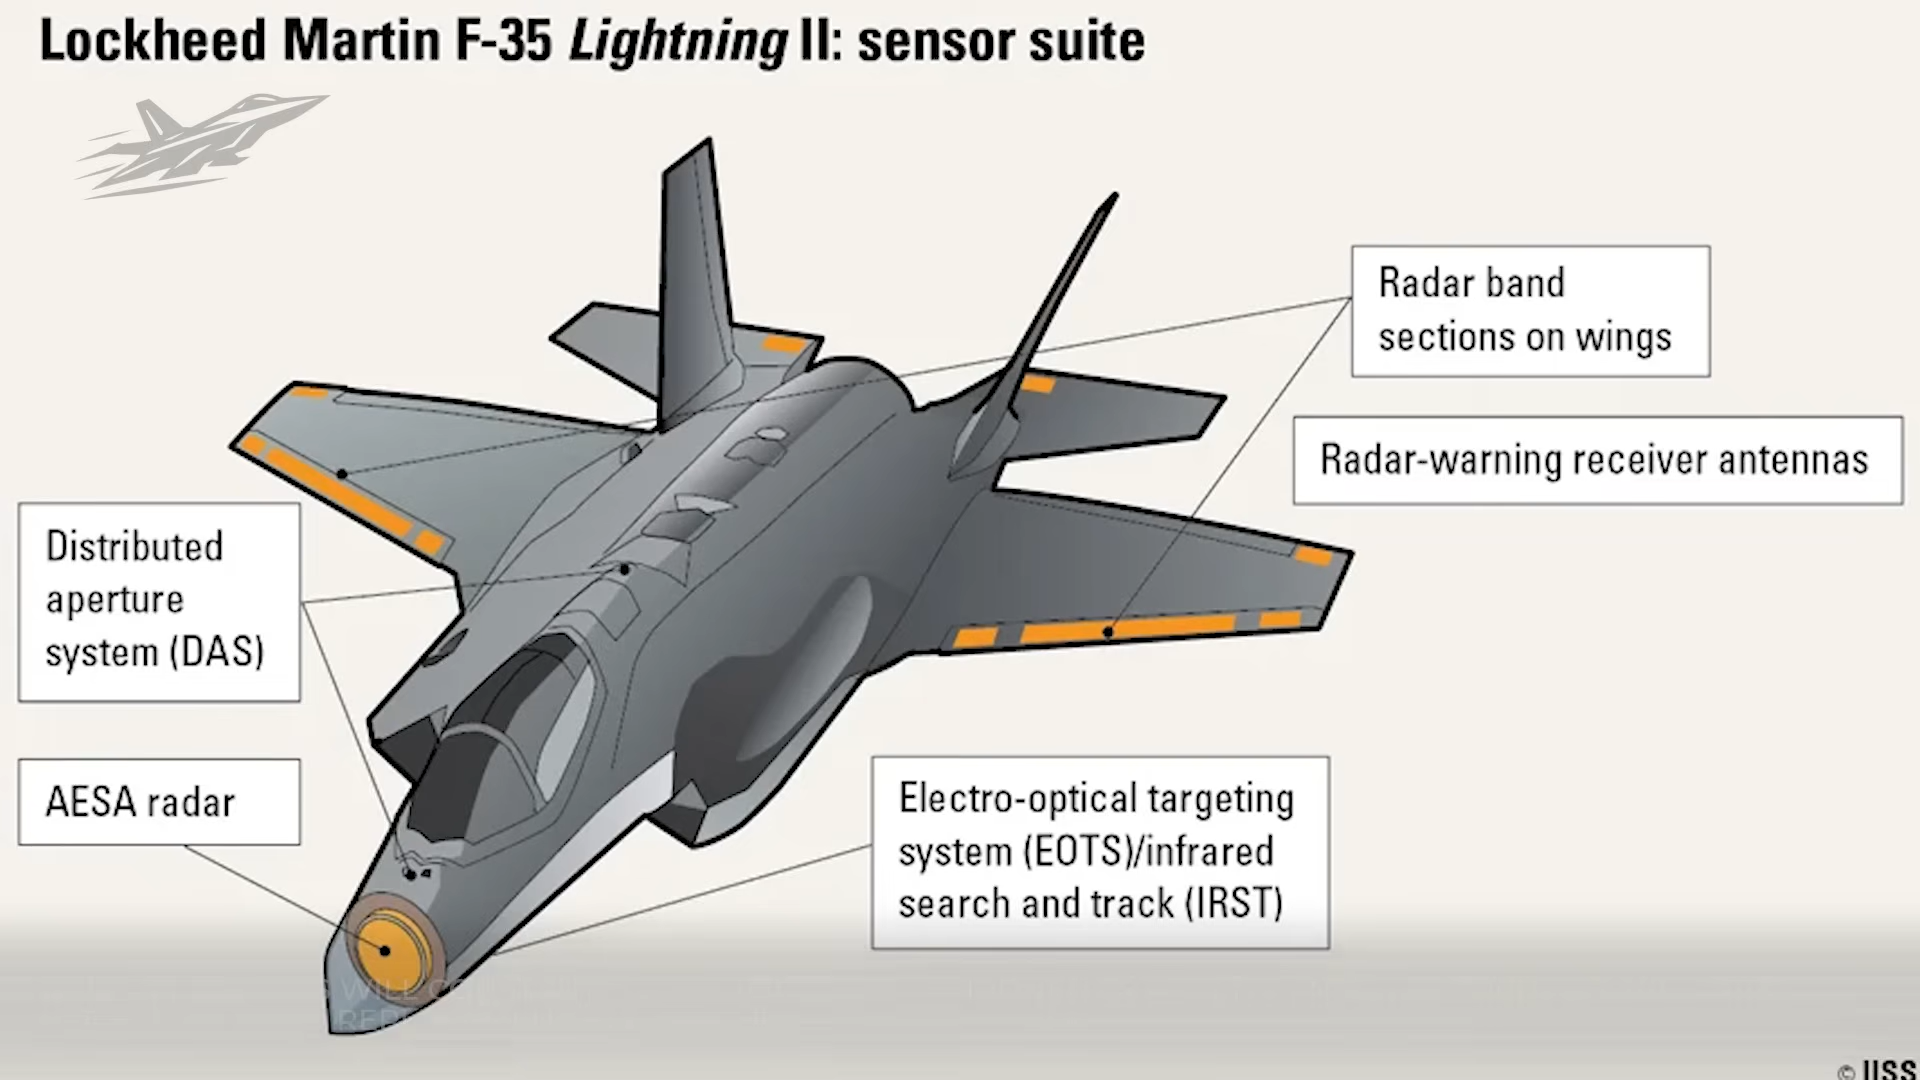 Lockheed Martin F-35 Lightning II: sensor suite
Radar band
sections on wings
Radar-warning receiver antennas
Distributed
aperture
system (DAS)
AESA radar
Electro-optical targeting
system (EOTS)/infrared
search and track (IRST)
WILL
© IISS